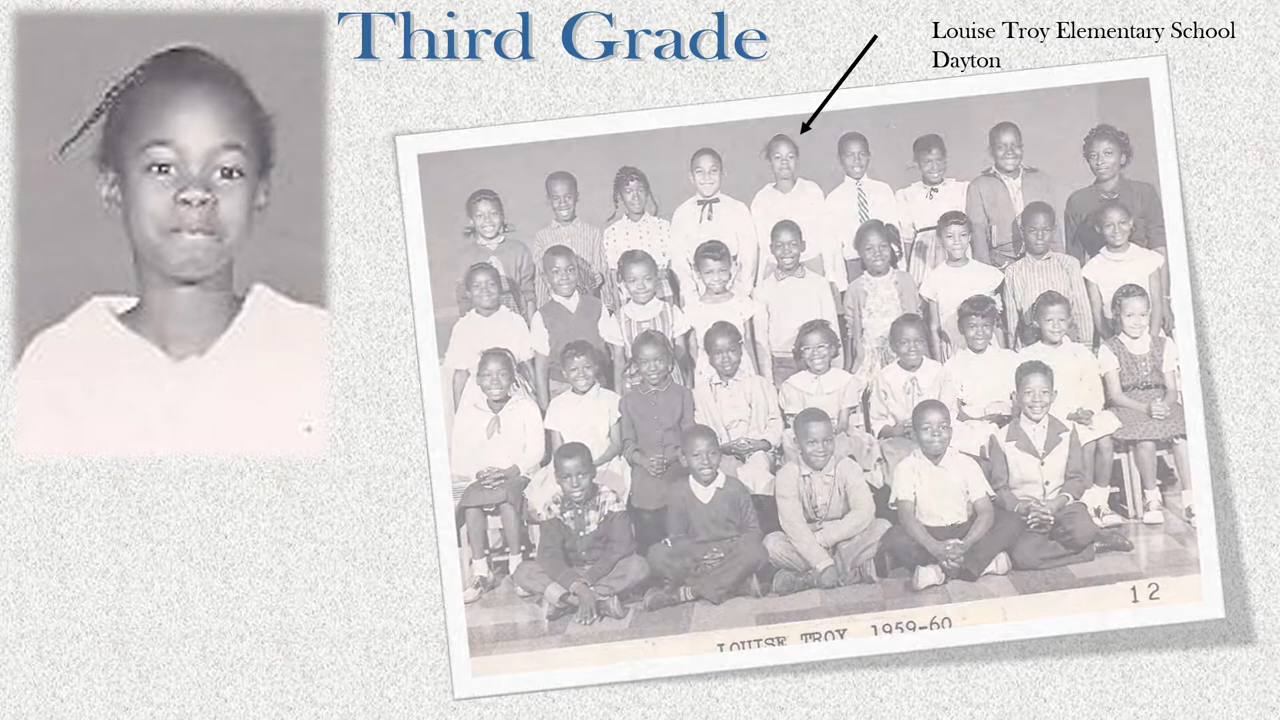 Third Grade
Louise Troy Elementary School
Dayton
12
LOUISE TROY 1959-60